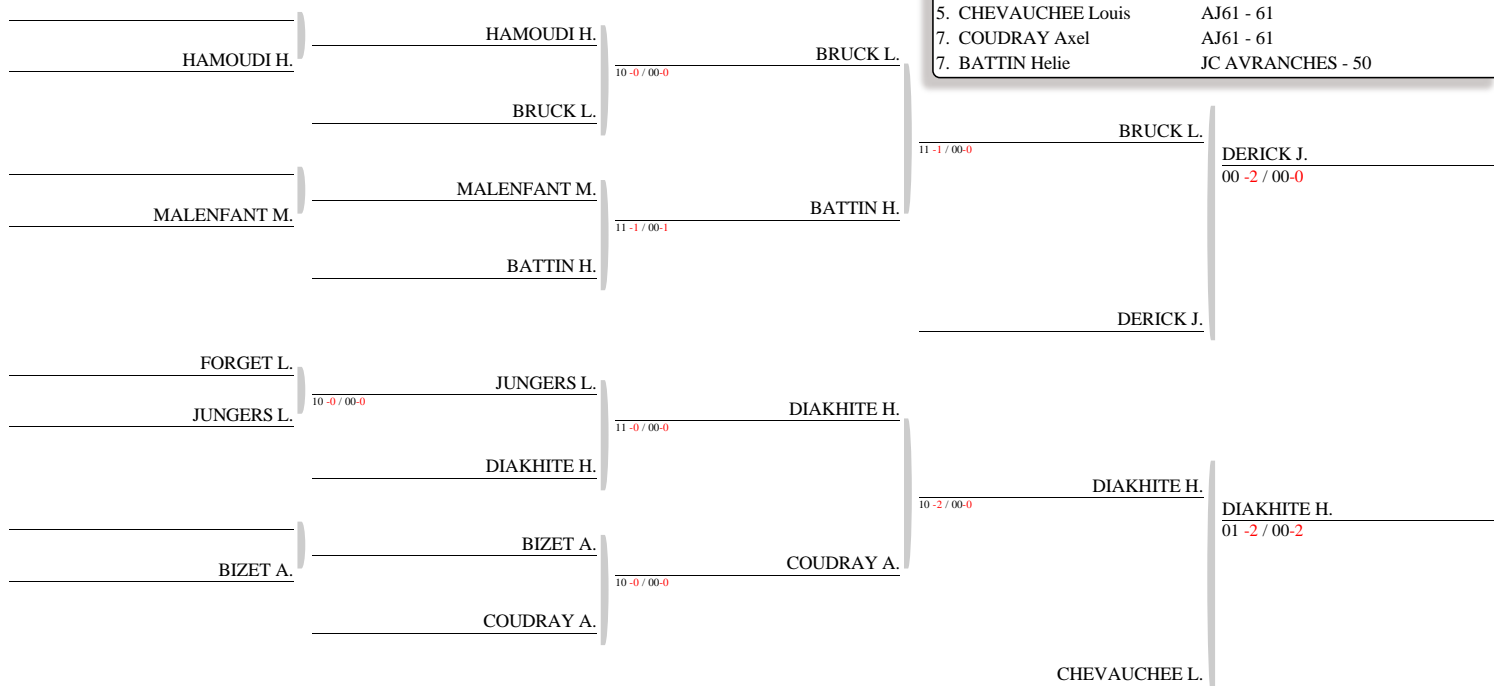 5. CHEVAUCHEE Louis AJ61 - 61
7. COUDRAY Axel AJ61 - 61
7. BATTIN Helie JC AVRANCHES - 50
HAMOUDI H.
HAMOUDI H.
10 -0 / 00-0
BRUCK L.
BRUCK L.
11 -1 / 00-0
BRUCK L.
DERICK J.
00 -2 / 00-0
MALENFANT M.
MALENFANT M.
11 -1 / 00-1
BATTIN H.
BATTIN H.
DERICK J.
FORGET L.
10 -0 / 00-0
JUNGERS L.
JUNGERS L.
11 -0 / 00-0
DIAKHITE H.
DIAKHITE H.
10 -2 / 00-0
DIAKHITE H.
DIAKHITE H.
01 -2 / 00-2
BIZET A.
BIZET A.
10 -0 / 00-0
COUDRAY A.
COUDRAY A.
CHEVAUCHEE L.